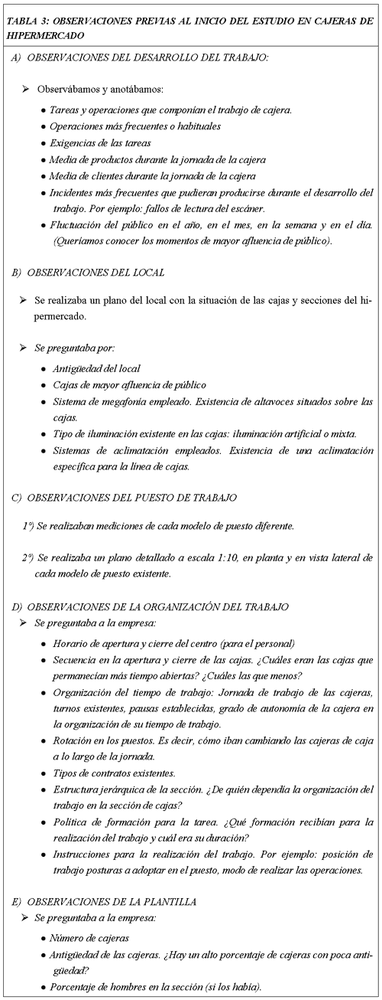 TABLA 3: OBSERVACIONES PREVIAS AL INICIO DEL ESTUDIO EN CAJERAS DE
HIPERMERCADO
A) OBSERVACIONES DEL DESARROLLO DEL TRABAJO:
➢ Observábamos y anotábamos:
● Tareas y operaciones que componían el trabajo de cajera.
● Operaciones más frecuentes o habituales
● Exigencias de las tareas
● Media de productos durante la jornada de la cajera
● Media de clientes durante la jornada de la cajera
● Incidentes más frecuentes que pudieran producirse durante el desarrollo del
trabajo. Por ejemplo: fallos de lectura del escáner.
● Fluctuación del público en el año, en el mes, en la semana y en el día.
(Queríamos conocer los momentos de mayor afluencia de público).
B) OBSERVACIONES DEL LOCAL
➢ Se realizaba un plano del local con la situación de las cajas y secciones del hi-
permercado.
➢ Se preguntaba por:
● Antigüedad del local
● Cajas de mayor afluencia de público
● Sistema de megafonía empleado. Existencia de altavoces situados sobre las
cajas.
● Tipo de iluminación existente en las cajas: iluminación artificial o mixta.
● Sistemas de aclimatación empleados. Existencia de una aclimatación
específica para la línea de cajas.
C) OBSERVACIONES DEL PUESTO DE TRABAJO
1º) Se realizaban mediciones de cada modelo de puesto diferente.
2º) Se realizaba un plano detallado a escala 1:10, en planta y en vista lateral de
cada modelo de puesto existente.
D) OBSERVACIONES DE LA ORGANIZACIÓN DEL TRABAJO
➢ Se preguntaba a la empresa:
● Horario de apertura y cierre del centro (para el personal)
● Secuencia en la apertura y cierre de las cajas. ¿Cuáles eran las cajas que
permanecían más tiempo abiertas? ¿Cuáles las que menos?
● Organización del tiempo de trabajo: Jornada de trabajo de las cajeras,
turnos existentes, pausas establecidas, grado de autonomía de la cajera en
la organización de su tiempo de trabajo.
● Rotación en los puestos. Es decir, cómo iban cambiando las cajeras de caja
a lo largo de la jornada.
● Tipos de contratos existentes.
● Estructura jerárquica de la sección. ¿De quién dependía la organización del
trabajo en la sección de cajas?
● Política de formación para la tarea. ¿Qué formación recibían para la
realización del trabajo y cuál era su duración?
● Instrucciones para la realización del trabajo. Por ejemplo: posición de
trabajo posturas a adoptar en el puesto, modo de realizar las operaciones.
E) OBSERVACIONES DE LA PLANTILLA
➢ Se preguntaba a la empresa:
● Número de cajeras
● Antigüedad de las cajeras. ¿Hay un alto porcentaje de cajeras con poca anti-
güedad?
● Porcentaje de hombres en la sección (si los había).